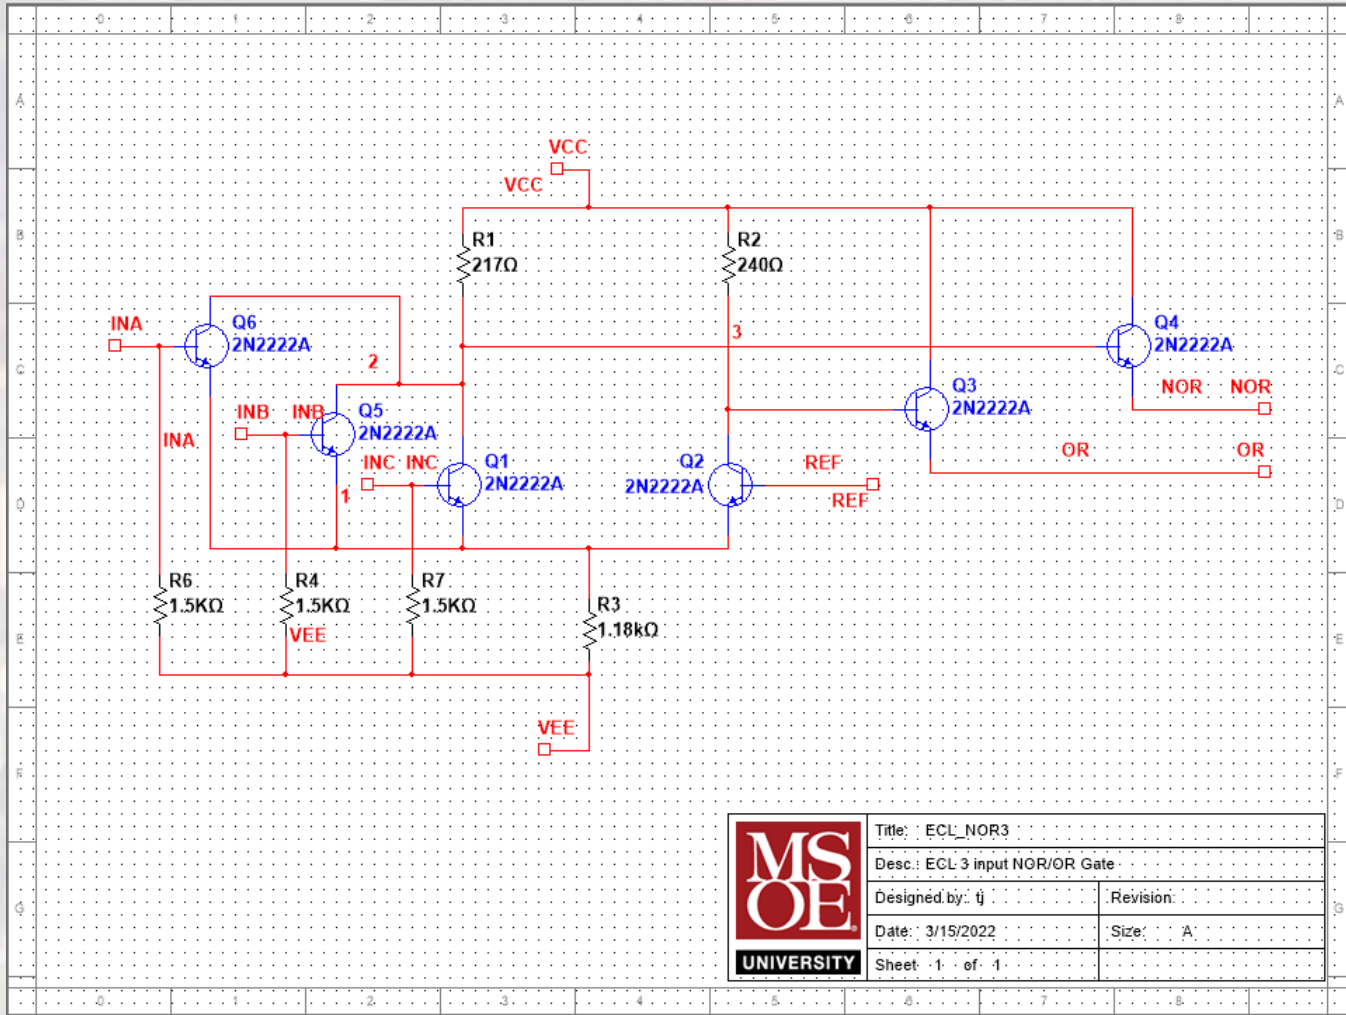 0 1 2 3 4 5 6 7 8
A A
VCC
VCC
B B
R1
217Ω
R2
240Ω
INA
Q6
2N2222A
3
Q4
2N2222A
2
C C
Q3
2N2222A
NOR NOR
INB INB
Q5
2N2222A
INA
OR OR
INC INC
Q1
2N2222A
Q2
2N2222A
REF
REF
1
D D
R6
1.5KΩ
R4
1.5KΩ
R7
1.5KΩ
R3
1.18kΩ
VEE
E E
VEE
F F
MS
OE
UNIVERSITY
Title: ECL_NOR3
Desc.: ECL 3 input NOR/OR Gate
Designed by: tj Revision:
Date: 3/15/2022 Size: A
Sheet 1 of 1
G G
0 1 2 3 4 5 6 7 8